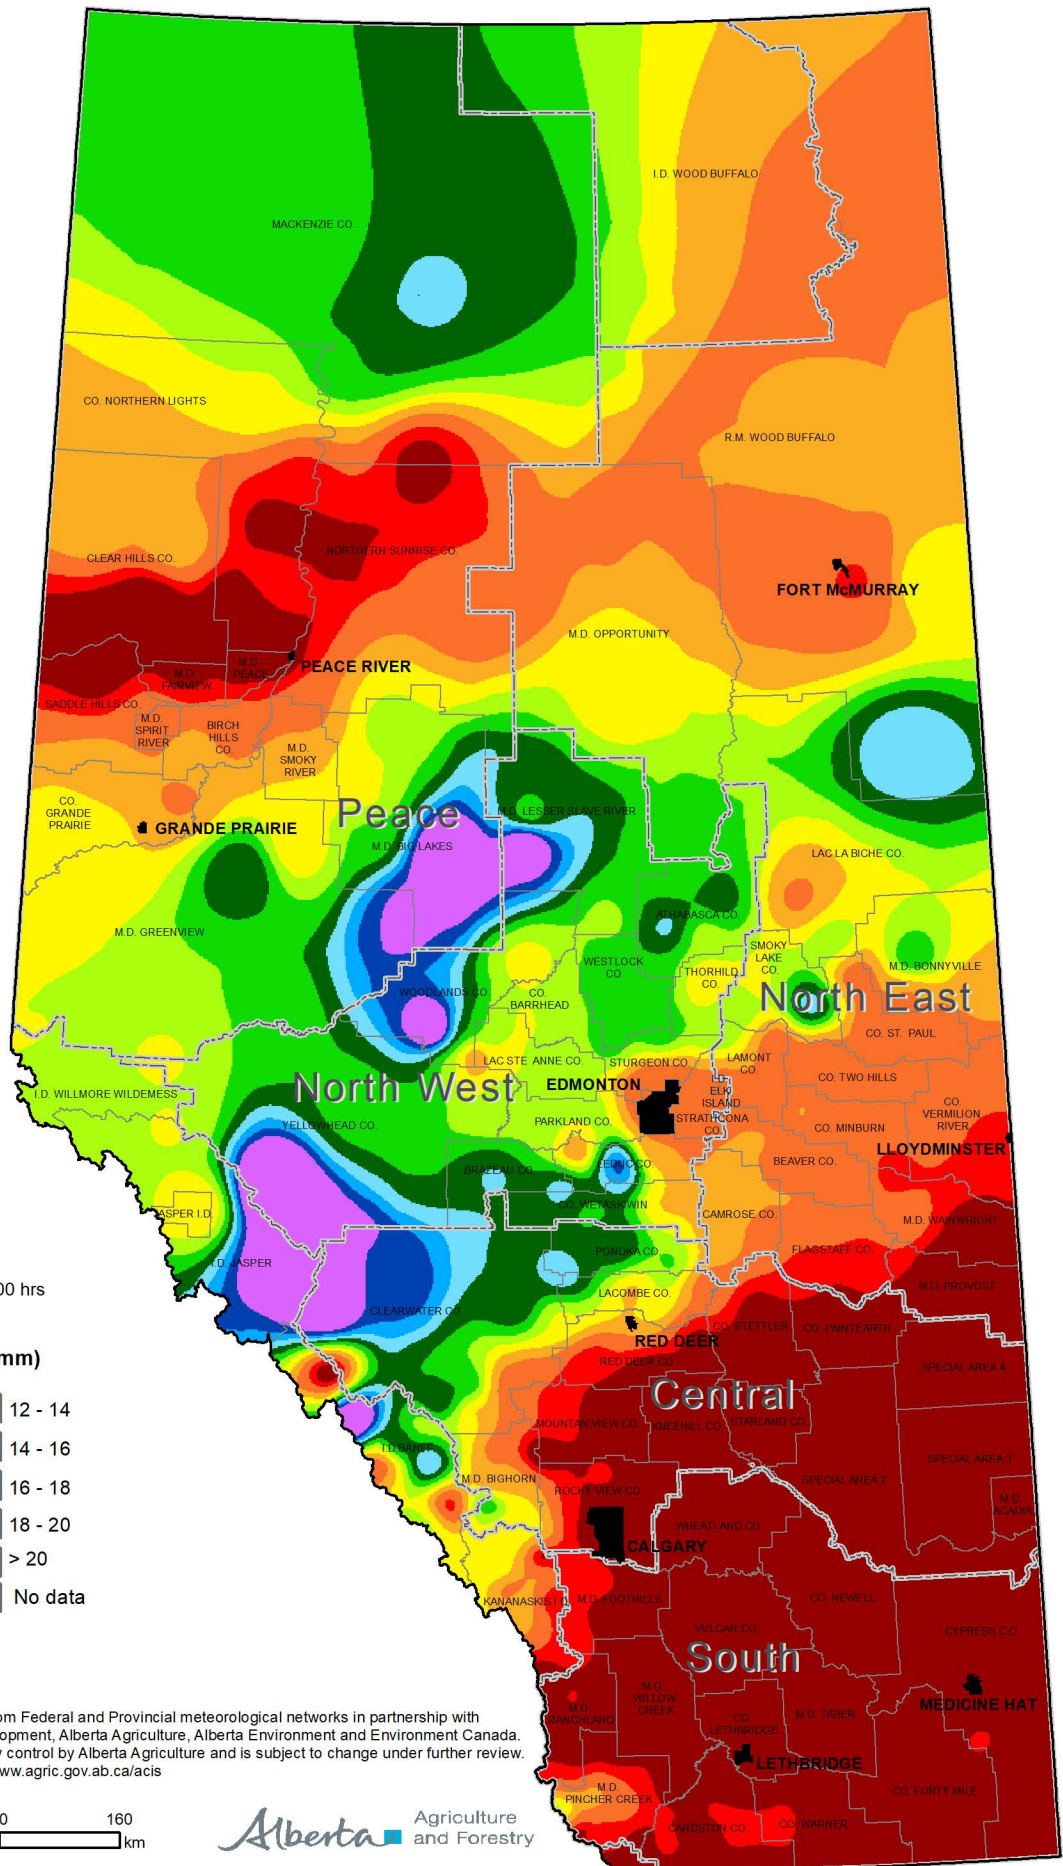 I.D. WOOD BUFFALO
MACKENZIE CO.
CO. NORTHERN LIGHTS
R.M. WOOD BUFFALO
NORTHERN SUNRISE CO.
CLEAR HILLS CO.
FORT McMURRAY
M.D. OPPORTUNITY
M.D.
PEACE
PEACE RIVER
M.D.
FAIRVIEW
SADDLE HILLS CO.
M.D.
SPIRIT
RIVER
BIRCH
HILLS
CO.
M.D.
SMOKY
RIVER
CO.
GRANDE
PRAIRIE
Peace
M.D. LESSER SLAVE RIVER
GRANDE PRAIRIE
M.D. BIG LAKES
LAC LA BICHE CO.
ATHABASCA CO.
M.D. GREENVIEW
SMOKY
LAKE
CO.
WESTLOCK
CO.
THORHILD
CO.
M.D. BONNYVILLE
WOODLANDS CO.
CO.
BARRHEAD
North East
CO. ST. PAUL
LAC STE ANNE CO.
STURGEON CO.
LAMONT
CO.
CO. TWO HILLS
North West
EDMONTON
I.D.
ELK
ISLAND
I.D. WILLMORE WILDEMESS
STRATHCONA
CO.
CO.
VERMILION
RIVER
YELLOWHEAD CO.
PARKLAND CO.
CO. MINBURN
LLOYDMINSTER
LEDUC CO.
BEAVER CO.
BRAZEAU CO.
CO. WETASKIWIN
JASPER I.D.
CAMROSE CO.
M.D. WAINWRIGHT
PONOKA CO.
FLAGSTAFF CO.
I.D. JASPER
M.D. PROVOST
00 hrs
LACOMBE CO.
CLEARWATER CO.
CO. STETTLER
CO. PAINTEARTH
RED DEER
mm)
RED DEER CO.
SPECIAL AREA 4
Central
12 - 14
MOUNTAN VIEW CO.
KNEEHILL CO.
STARLAND CO.
14 - 16
I.D BANFF
SPECIAL AREA 3
M.D. BIGHORN
SPECIAL AREA 2
16 - 18
ROCKY VIEW CO.
M.D.
ACADIA
18 - 20
WHEATLAND CO.
CALGARY
> 20
No data
KANANASKIS I.D.
M.D. FOOTHILLS
CO. NEWELL
VULCAN CO.
CYPRESS CO.
South
M.D.
WILLOW
CREEK
MEDICINE HAT
M.D.
RANCHLAND
CO.
LETHBRIDGE
M.D. TABER
om Federal and Provincial meteorological networks in partnership with
opment, Alberta Agriculture, Alberta Environment and Environment Canada.
y control by Alberta Agriculture and is subject to change under further review.
ww.agric.gov.ab.ca/acis
LETHBRIDGE
M.D.
PINCHER CREEK
CO. FORTY MILE
0 160
km
Alberta
Agriculture
and Forestry
CARDSTON CO.
CO. WARNER